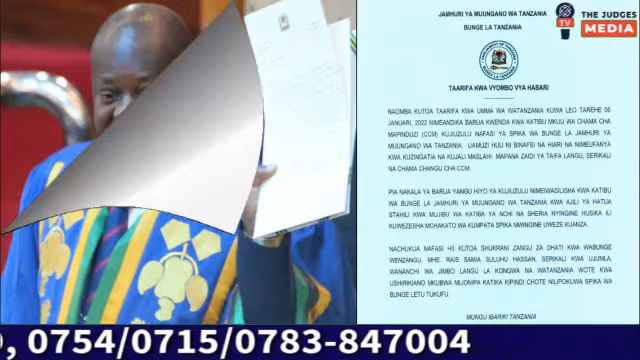 JAMHURI YA MUUNGANO WA TANZANIA
BUNGE LA TANZANIA
TV
THE JUDGES
MEDIA
TAARIFA KWA VYOMBO VYA HABARI
NAOMBA KUTOA TAARIFA KWA UMMA WA WATANZANIA KUWA LEO TAREHE 06
JANUARI, 2022 NIMEANDIKA BARUA KWENDA KWA KATIBU MKUU WA CHAMA CHA
MAPINDUZI (CCM) KUJIUZULU NAFASI YA SPIKA WA BUNGE LA JAMHURI YA
MUUNGANO WA TANZANIA. UAMUZI HUU NI BINAFSI NA HIARI NA NIMEUFANYA
KWA KUZINGATIA NA KUJALI MASLAHI MAPANA ZAIDI YA TAIFA LANGU, SERIKALI
NA CHAMA CHANGU CHA CCM.
PIA NAKALA YA BARUA YANGU HIYO YA KUJIUZULU NIMEIWASILISHA KWA KATIBU
WA BUNGE LA JAMHURI YA MUUNGANO WA TANZANIA KWA AJILI YA HATUA
STAHILI KWA MUJIBU WA KATIBA YA NCHI NA SHERIA NYINGINE HUSIKA ILI
KUWEZESHA MCHAKATO WA KUMPATA SPIKA MWINGINE UWEZE KUANZA.
NACHUKUA NAFASI HII KUTOA SHUKRANI ZANGU ZA DHATI KWA WABUNGE
WENZANGU, MHE. RAIS SAMIA SULUHU HASSAN, SERIKALI KWA UJUMLA,
WANANCHI WA JIMBO LANGU LA KONGWA NA WATANZANIA WOTE KWA
USHIRIKIANO MKUBWA MLIONIPA KATIKA KIPINDI CHOTE NILIPOKUWA SPIKA
WA BUNGE LETU TUKUFU.
MUNGU IBARIKI TANZANIA
, 0754/0715/0783-847004